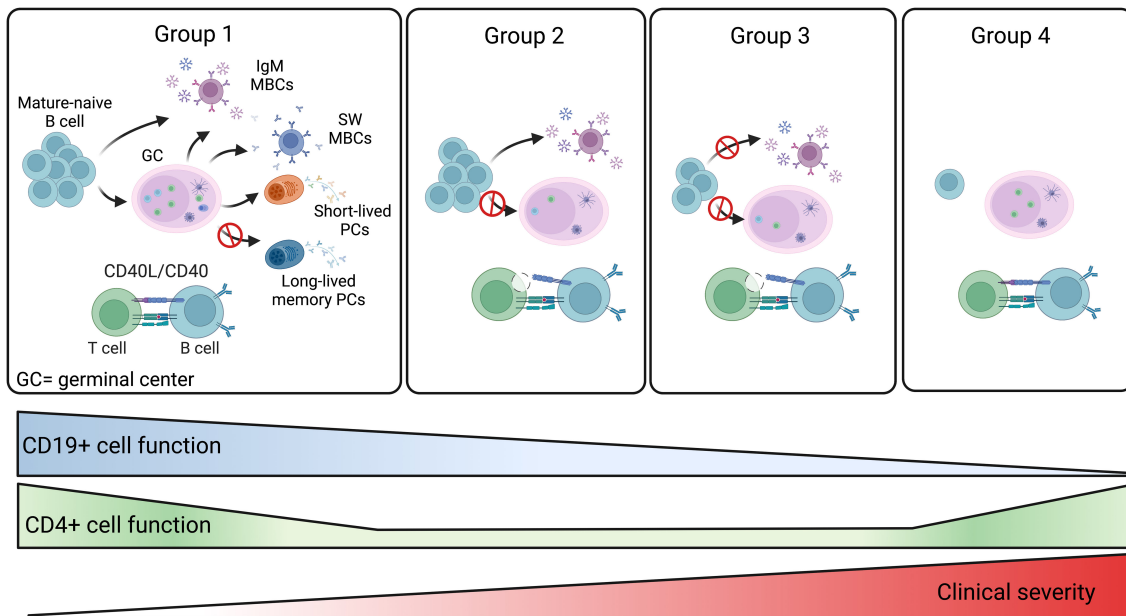 Group 1
IgM
MBCs
Mature-naive
B cell
SW
MBCs
GC
Short-lived
PCs
Long-lived
memory PCs
CD40L/CD40
T cell
B cell
GC= germinal center
Group 2
Group 3
Group 4
CD19+ cell function
CD4+ cell function
Clinical severity